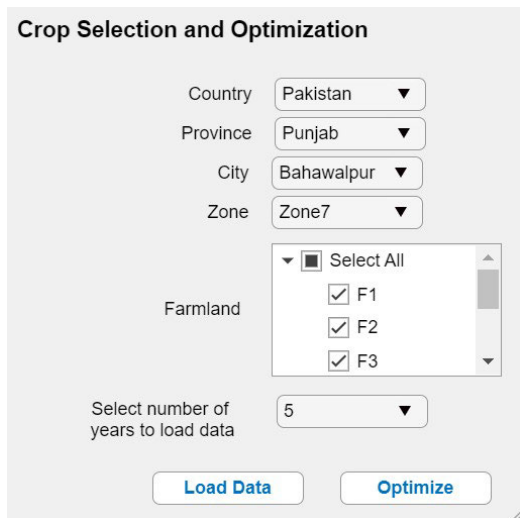 Crop Selection and Optimization
Country Pakistan
Province Punjab
City Bahawalpur
Zone Zone7
Select All
F1
Farmland
F2
F3
Select number of 5
years to load data
Load Data Optimize